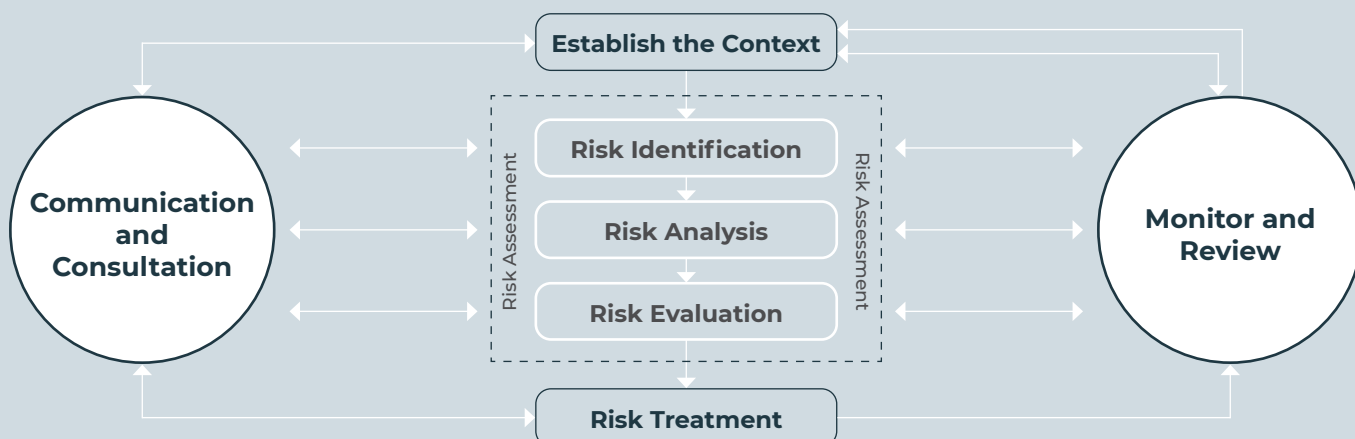 Establish the Context
Risk Identification
Risk Assessment
Risk Assessment
Communication
and
Consultation
Risk Analysis
Monitor and
Review
Risk Evaluation
Risk Treatment